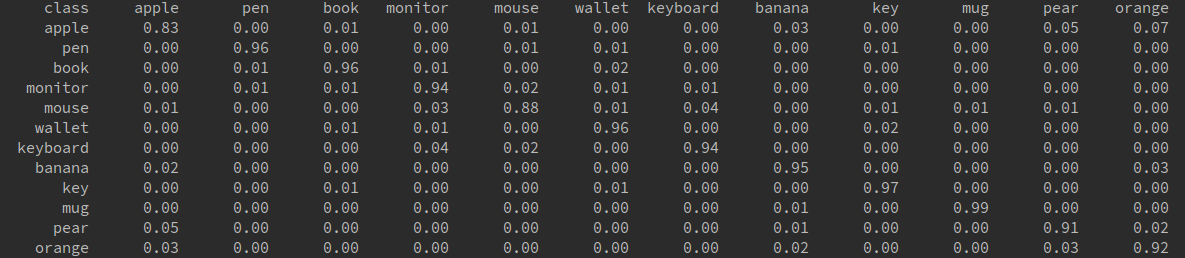 class apple pen book monitor mouse wallet keyboard banana key mug pear orange
apple 0.83 0.00 0.01 0.00 0.01 0.00 0.00 0.03 0.00 0.00 0.05 0.07
pen 0.00 0.96 0.00 0.00 0.01 0.01 0.00 0.00 0.01 0.00 0.00 0.00
book 0.00 0.01 0.96 0.01 0.00 0.02 0.00 0.00 0.00 0.00 0.00 0.00
monitor 0.00 0.01 0.01 0.94 0.02 0.01 0.01 0.00 0.00 0.00 0.00 0.00
mouse 0.01 0.00 0.00 0.03 0.88 0.01 0.04 0.00 0.01 0.01 0.01 0.00
wallet 0.00 0.00 0.01 0.01 0.00 0.96 0.00 0.00 0.02 0.00 0.00 0.00
keyboard 0.00 0.00 0.00 0.04 0.02 0.00 0.94 0.00 0.00 0.00 0.00 0.00
banana 0.02 0.00 0.00 0.00 0.00 0.00 0.00 0.95 0.00 0.00 0.00 0.03
key 0.00 0.00 0.01 0.00 0.00 0.01 0.00 0.00 0.97 0.00 0.00 0.00
mug 0.00 0.00 0.00 0.00 0.00 0.00 0.00 0.01 0.00 0.99 0.00 0.00
pear 0.05 0.00 0.00 0.00 0.00 0.00 0.00 0.01 0.00 0.00 0.91 0.02
orange 0.03 0.00 0.00 0.00 0.00 0.00 0.00 0.02 0.00 0.00 0.03 0.92